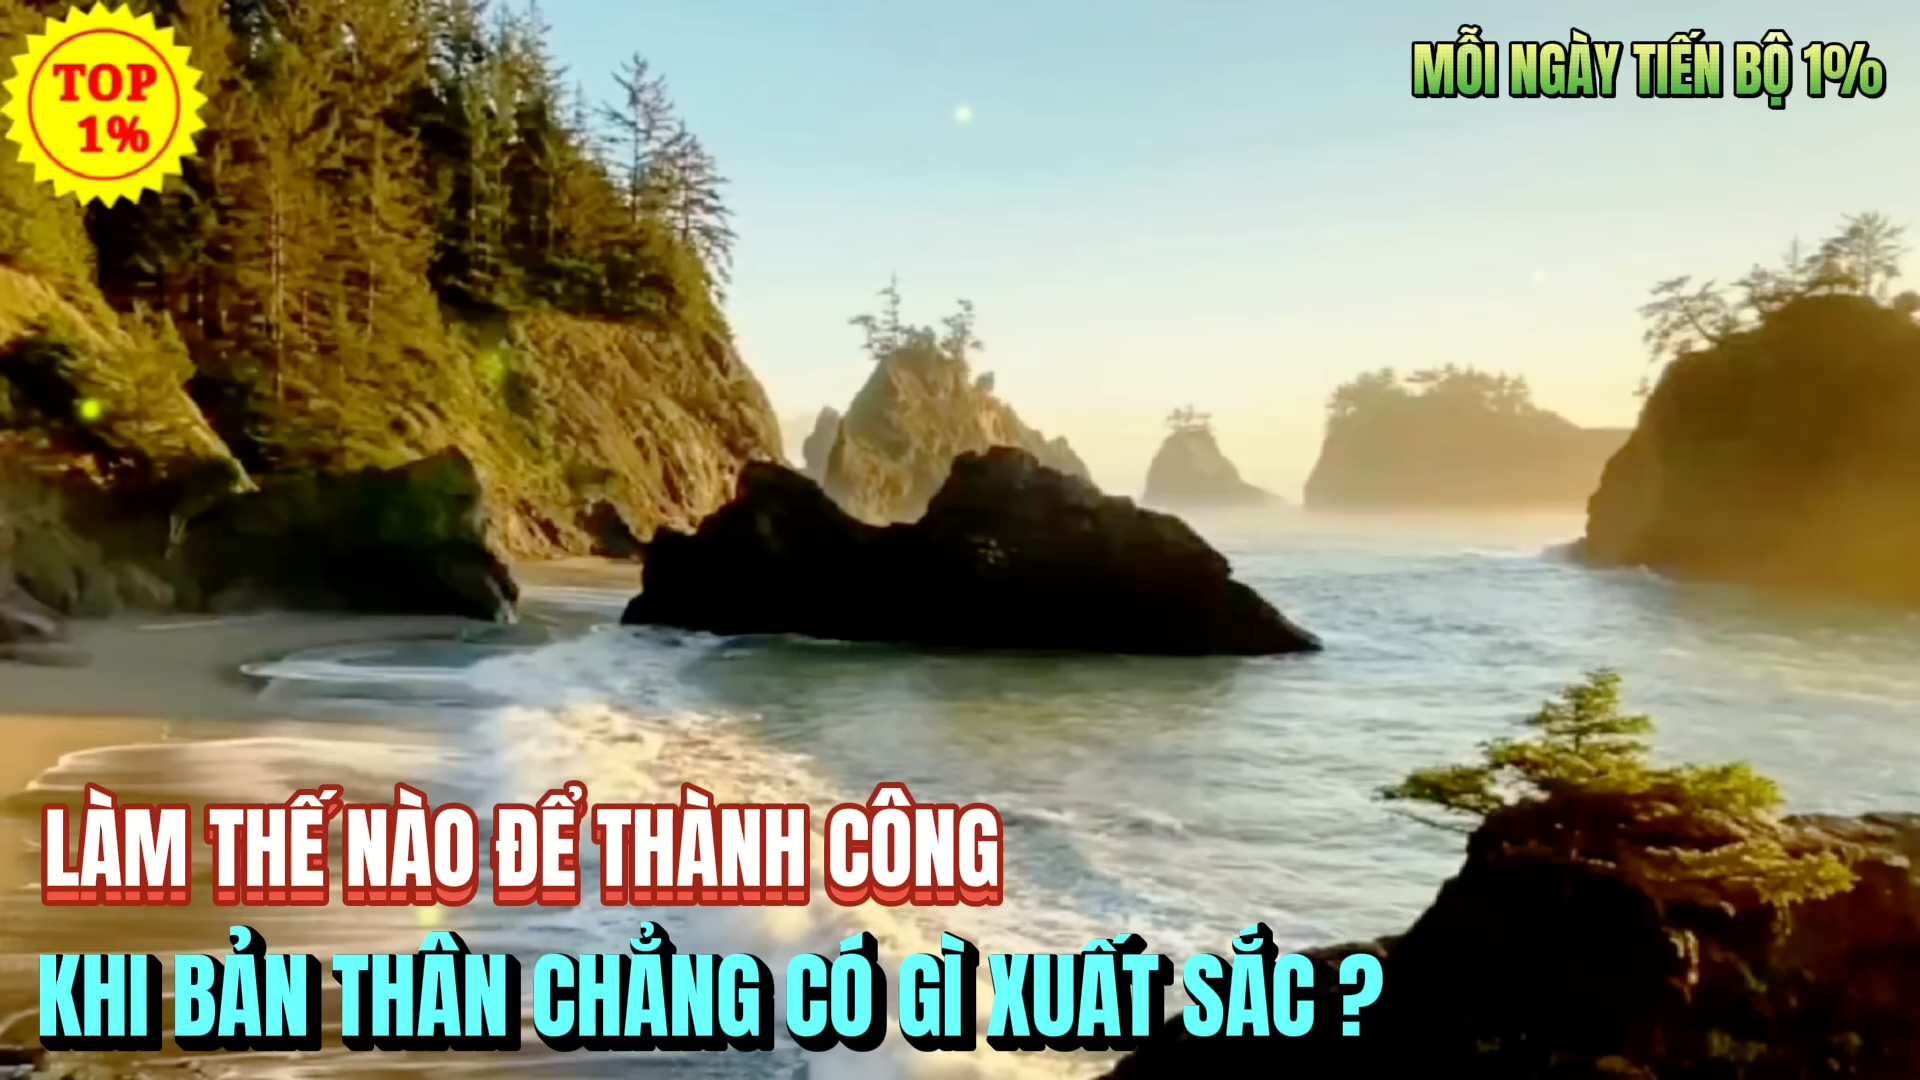 TOP
1%
MỖI NGÀY TIẾN BỘ 1%
LÀM THẾ NÀO ĐỂ THÀNH CÔNG
KHI BẢN THÂN CHẲNG CÓ GÌ XUẤT SẮC ?